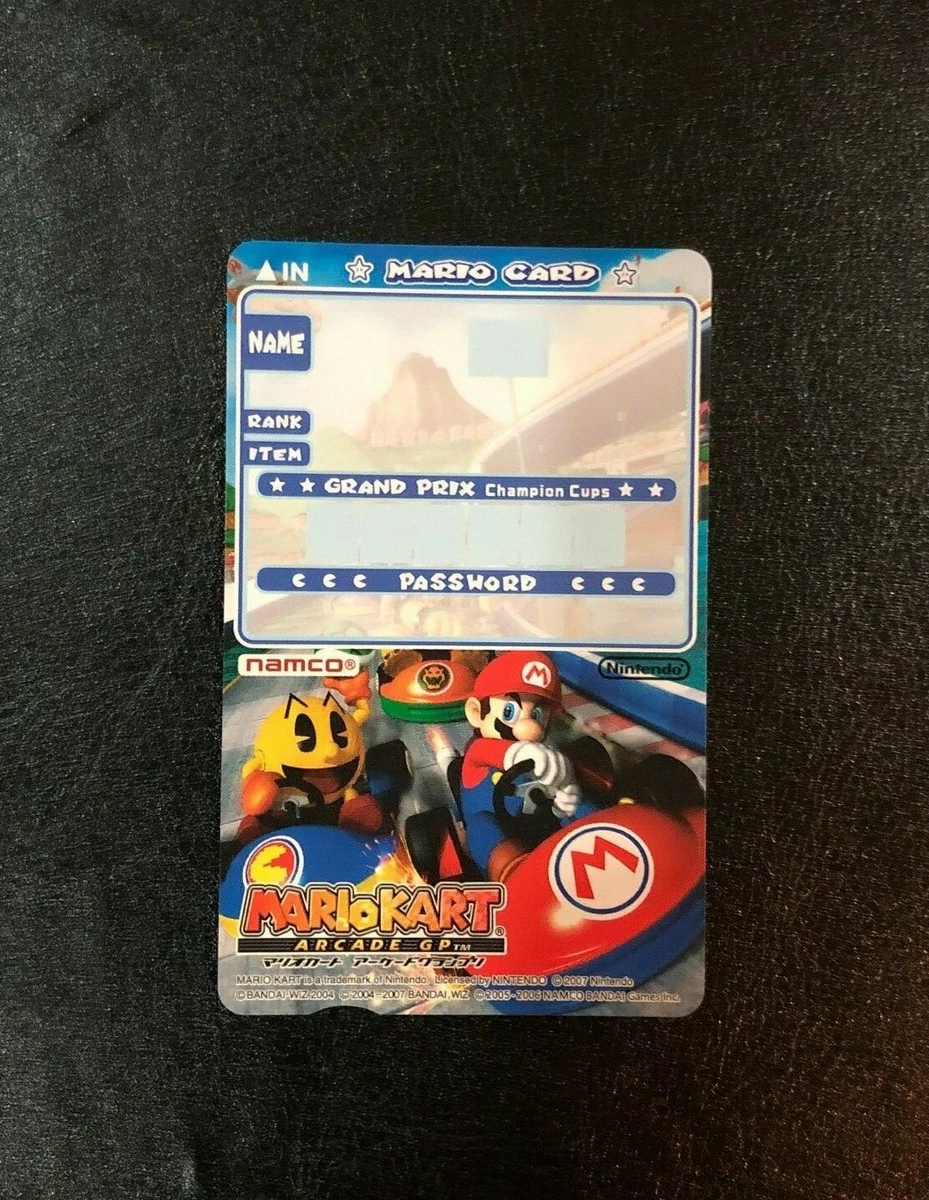 ▲IN ☆ MARIO CARD ☆
NAME
RANK
ITEM
★ ★ GRAND PRIX Champion Cups ★ ★
PASSWORD
namco® Nintendo®
M
M
MARIOKART®
ARCADE GP™
マリオカート アーケードグランプリ
MARIO KART is a trademark of Nintendo. Licensed by NINTENDO ©2007 Nintendo
©BANDAI・WiZ 2004 ©2004-2007 BANDAI, WiZ ©2005-2006 NAMCO BANDAI Games Inc.